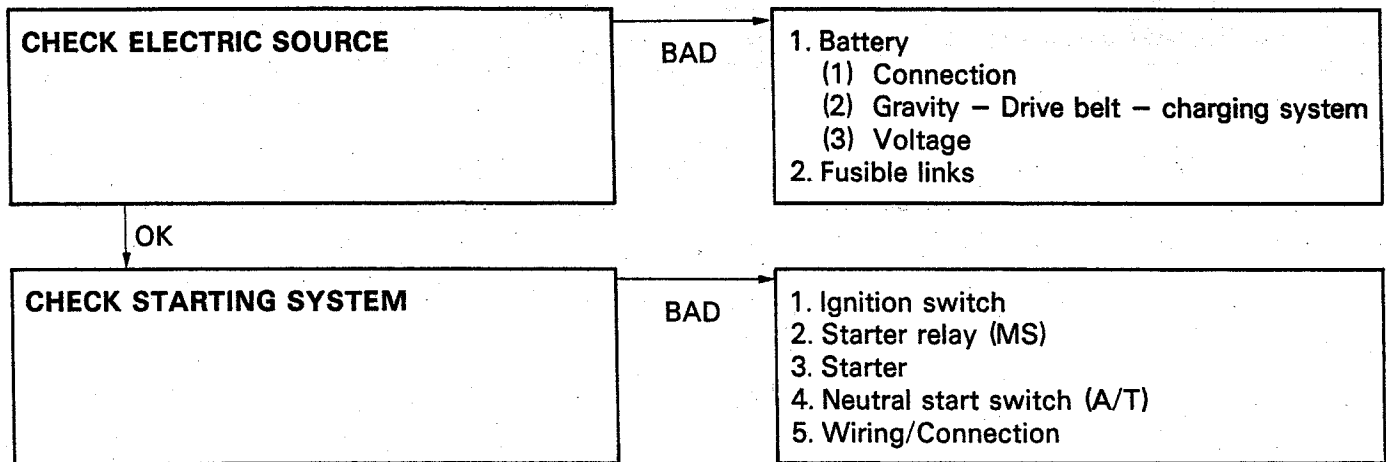 CHECK ELECTRIC SOURCE
BAD
1. Battery
(1) Connection
(2) Gravity – Drive belt – charging system
(3) Voltage
2. Fusible links
OK
CHECK STARTING SYSTEM
BAD
1. Ignition switch
2. Starter relay (MS)
3. Starter
4. Neutral start switch (A/T)
5. Wiring/Connection